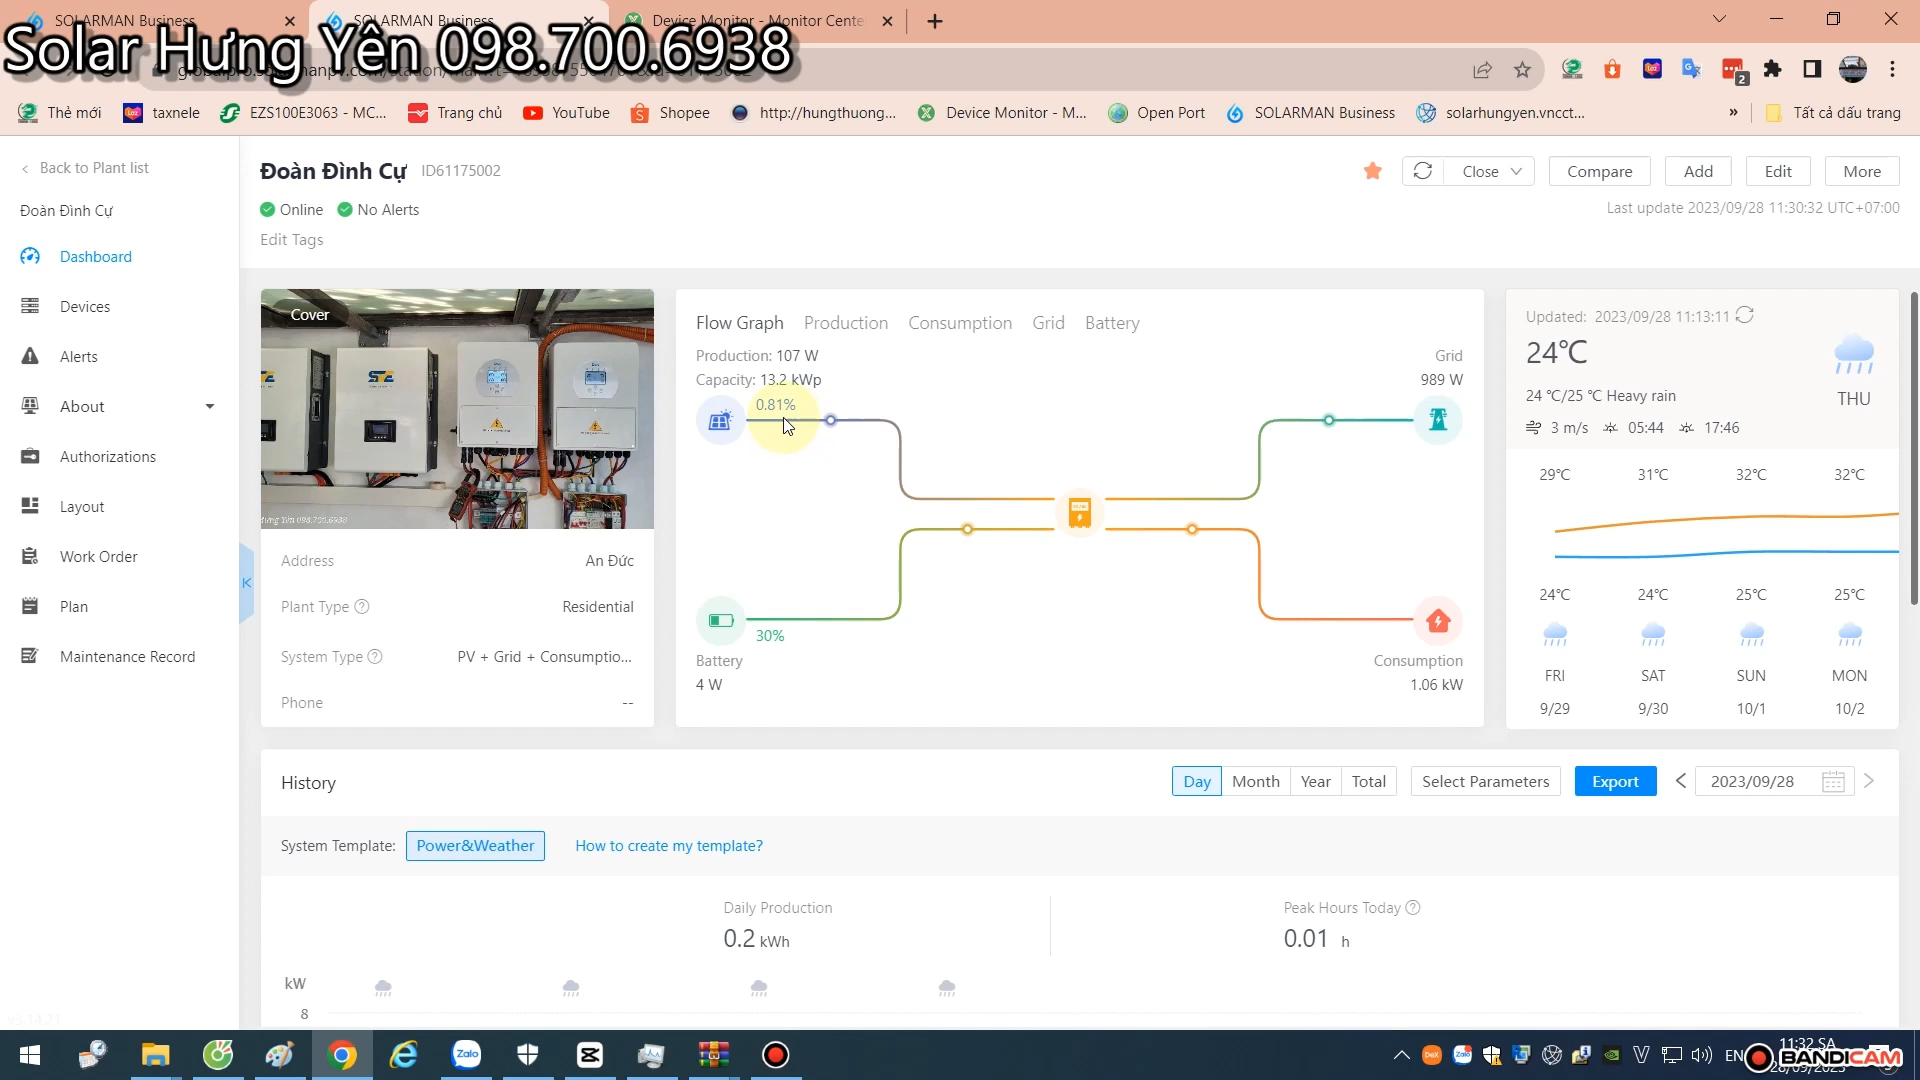 SOLARMAN Business
SOLARMAN Business
Device Monitor - Monitor Cente
Solar Hưng Yên 098.700.6938
2
Thẻ mới
taxnele
EZS100E3063 - MC...
Trang chủ
YouTube
Shopee
http://hungthuong...
Device Monitor - M...
Open Port
SOLARMAN Business
solarhungyen.vncct...
»
Tất cả dấu trang
Back to Plant list
Đoàn Đình Cự
Dashboard
Devices
Alerts
About
Authorizations
Layout
Work Order
Plan
Maintenance Record
Đoàn Đình Cự ID61175002
Online No Alerts
Edit Tags
Close
Compare
Add
Edit
More
Last update 2023/09/28 11:30:32 UTC+07:00
Cover
Address An Đức
Plant Type Residential
System Type PV + Grid + Consumptio...
Phone --
Flow Graph Production Consumption Grid Battery
Production: 107 W
Capacity: 13.2 kWp
0.81%
Grid
989 W
30%
Battery
4 W
Consumption
1.06 kW
Updated: 2023/09/28 11:13:11
24℃
24 ℃/25 ℃ Heavy rain
THU
3 m/s 05:44 17:46
29℃ 31℃ 32℃ 32℃
24℃ 24℃ 25℃ 25℃
FRI SAT SUN MON
9/29 9/30 10/1 10/2
History
Day Month Year Total
Select Parameters
Export
2023/09/28
System Template: Power&Weather How to create my template?
Daily Production
0.2 kWh
Peak Hours Today
0.01 h
kW
8
Zalo
EN
11:32 SA
28/09/2023
BANDICAM